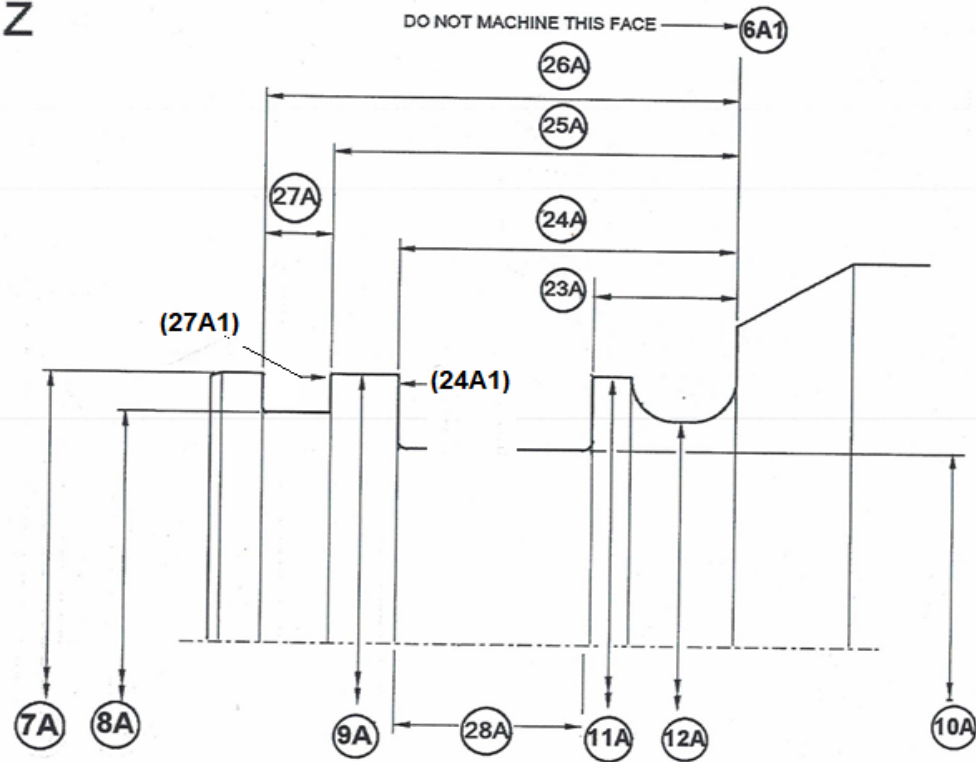 Z
DO NOT MACHINE THIS FACE
6A1
26A
25A
27A
24A
23A
(27A1)
(24A1)
7A
8A
9A
28A
11A
12A
10A